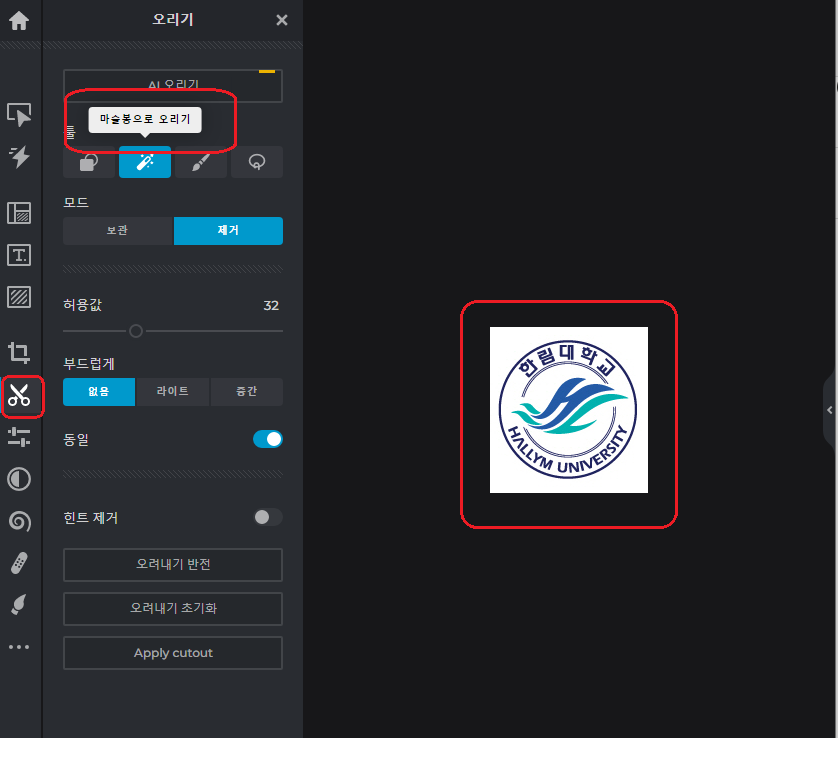 오리기
AI 오리기
마술봉으로 오리기
툴
모드
보관
제거
허용값
32
부드럽게
없음
라이트
중간
동일
힌트 제거
오려내기 반전
오려내기 초기화
Apply cutout
T.
한림대학교
HALLYM UNIVERSITY